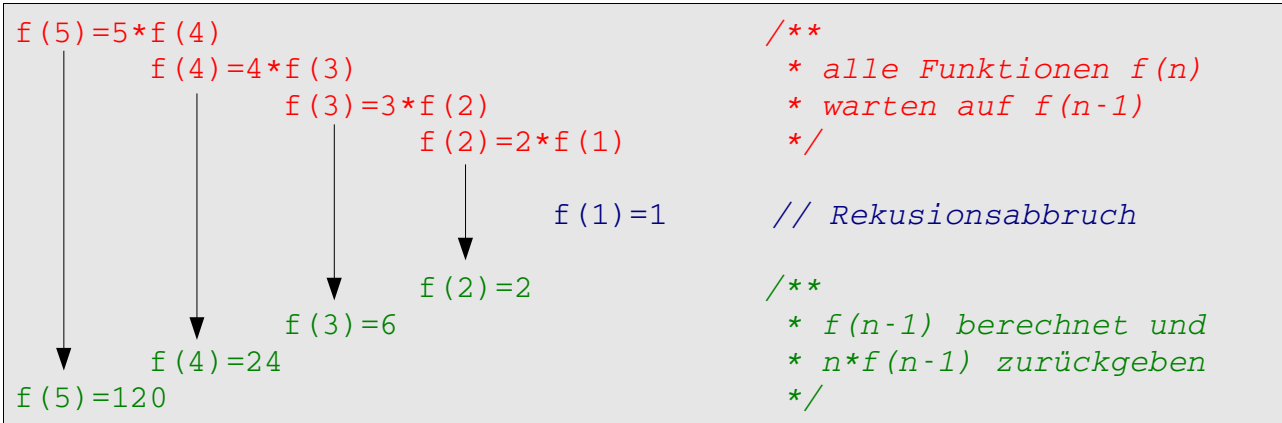 f(5)=5*f(4) /**
f(4)=4*f(3) * alle Funktionen f(n)
f(3)=3*f(2) * warten auf f(n-1)
f(2)=2*f(1) */
f(1)=1 // Rekusionsabbruch
f(2)=2 /**
f(3)=6 * f(n-1) berechnet und
f(4)=24 * n*f(n-1) zurückgeben
f(5)=120 */